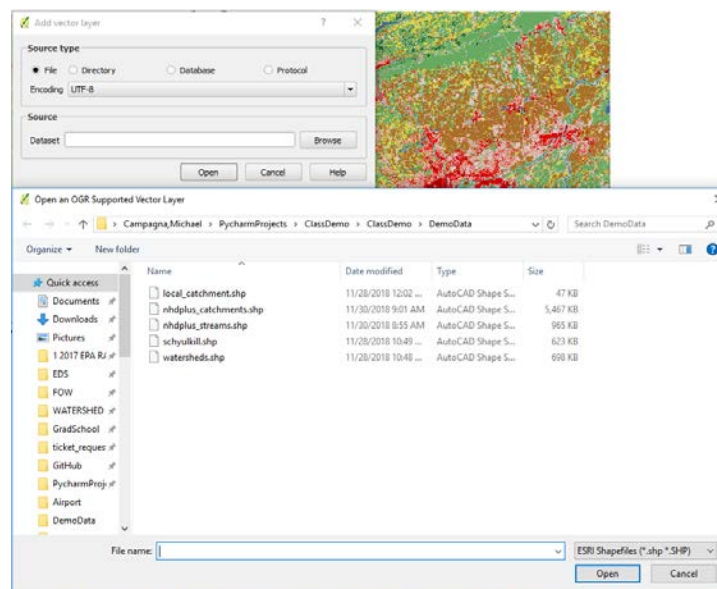 Add vector layer
Source type
File Directory Database Protocol
Encoding UTF-8
Source
Dataset Browse
Open Cancel Help
Open an OGR Supported Vector Layer
Campagna,Michael > PycharmProjects > ClassDemo > ClassDemo > DemoData Search DemoData
Organize New folder
Name Date modified Type Size
Quick access
Documents
Downloads
Pictures
1 2017 EPA RA
EDS
FOW
WATERSHED
GradSchool
ticket_reques
GitHub
PycharmProj
Airport
DemoData
local_catchment.shp 11/28/2018 12:02 ... AutoCAD Shape S... 47 KB
nhdplus_catchments.shp 11/30/2018 9:01 AM AutoCAD Shape S... 5,467 KB
nhdplus_streams.shp 11/30/2018 8:55 AM AutoCAD Shape S... 965 KB
schyulkill.shp 11/28/2018 10:49 ... AutoCAD Shape S... 623 KB
watersheds.shp 11/28/2018 10:48 ... AutoCAD Shape S... 698 KB
File name: ESRI Shapefiles (*.shp *.SHP)
Open Cancel